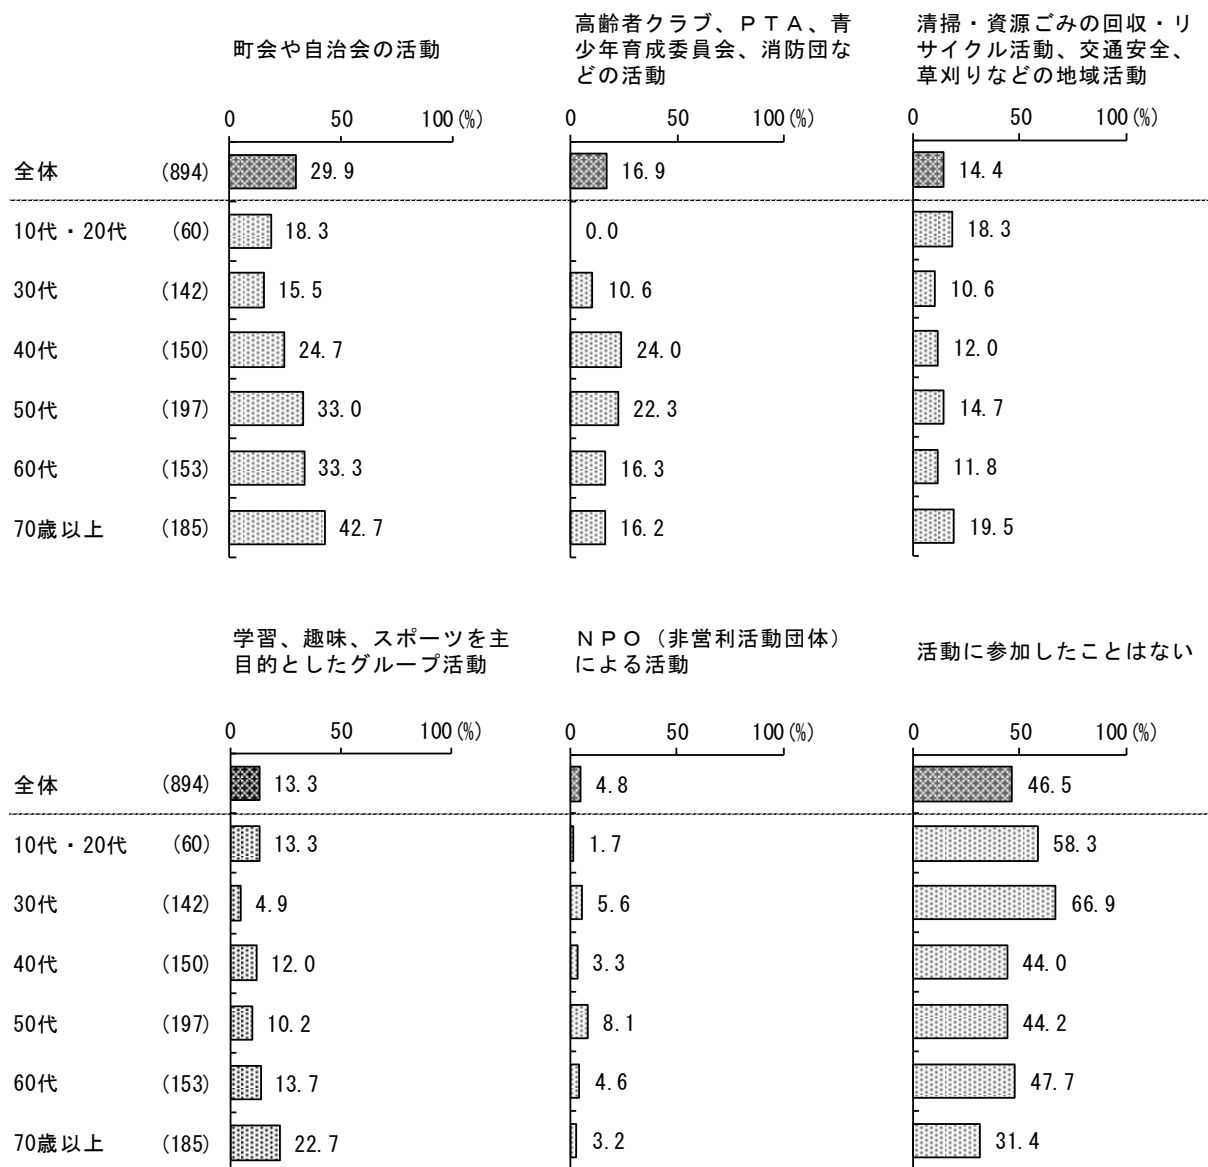 町会や自治会の活動
高齢者クラブ、ＰＴＡ、青
少年育成委員会、消防団な
どの活動
清掃・資源ごみの回収・リ
サイクル活動、交通安全、
草刈りなどの地域活動
0 50 100(%) 0 50 100(%) 0 50 100(%)
全体 (894) 29.9 16.9 14.4
10代・20代 (60) 18.3 0.0 18.3
30代 (142) 15.5 10.6 10.6
40代 (150) 24.7 24.0 12.0
50代 (197) 33.0 22.3 14.7
60代 (153) 33.3 16.3 11.8
70歳以上 (185) 42.7 16.2 19.5
学習、趣味、スポーツを主
目的としたグループ活動
ＮＰＯ（非営利活動団体）
による活動
活動に参加したことはない
0 50 100(%) 0 50 100(%) 0 50 100(%)
全体 (894) 13.3 4.8 46.5
10代・20代 (60) 13.3 1.7 58.3
30代 (142) 4.9 5.6 66.9
40代 (150) 12.0 3.3 44.0
50代 (197) 10.2 8.1 44.2
60代 (153) 13.7 4.6 47.7
70歳以上 (185) 22.7 3.2 31.4